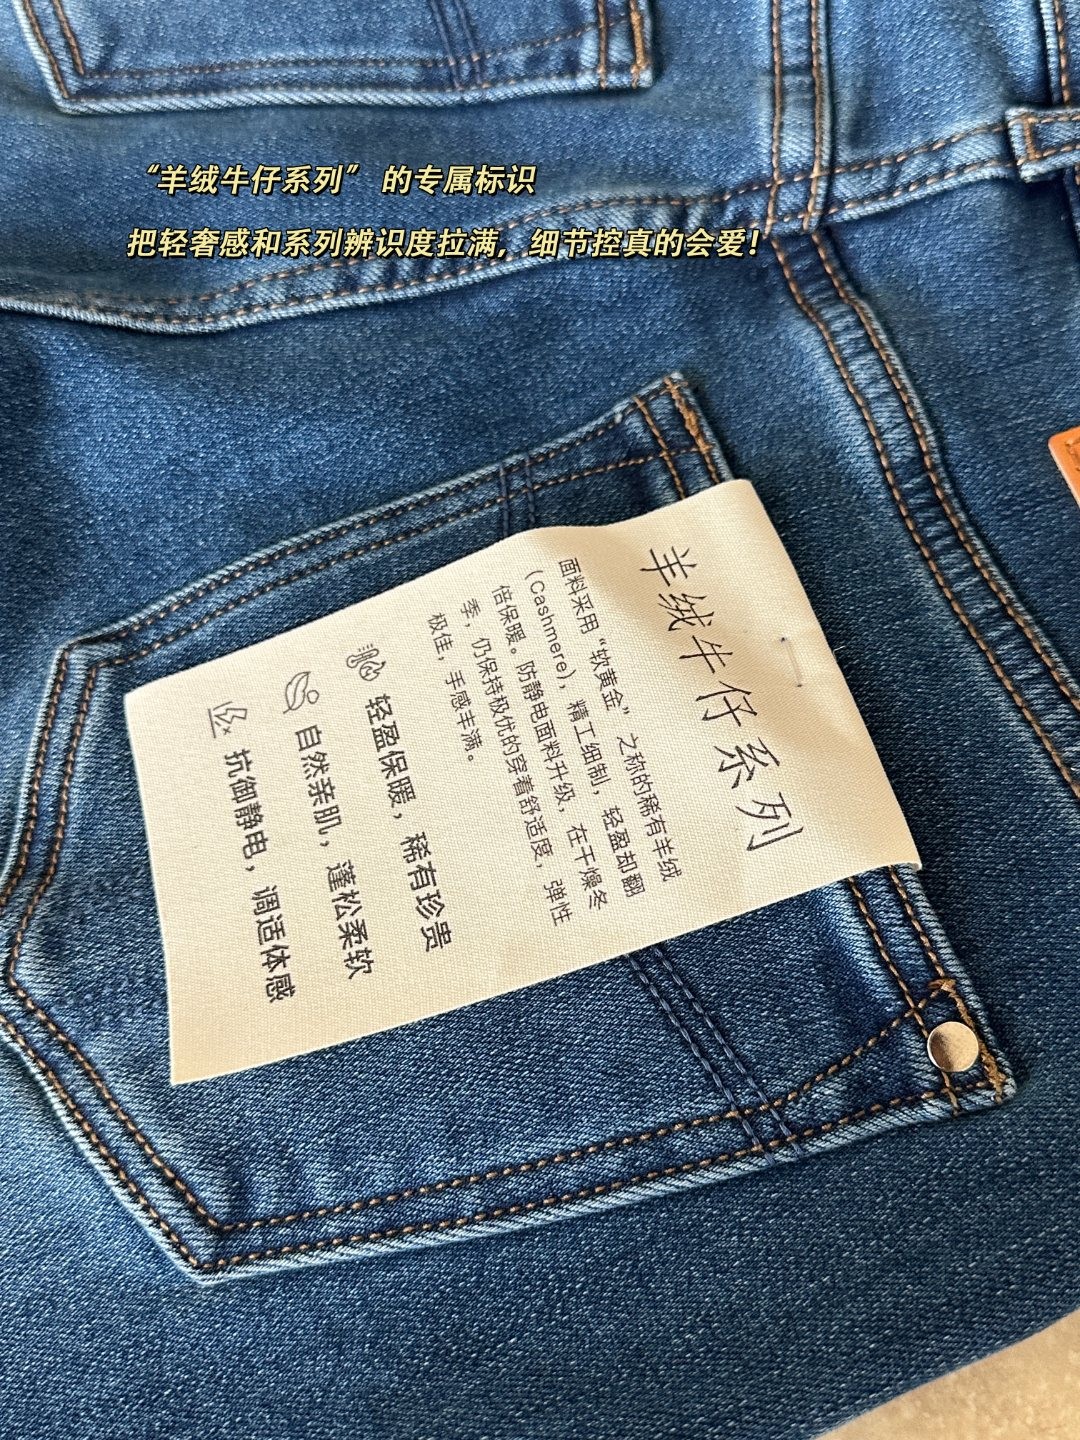 “羊绒牛仔系列” 的专属标识
把轻奢感和系列辨识度拉满，细节控真的会爱！
羊绒牛仔系列
面料采用“软黄金”之称的稀有羊绒
（Cashmere），精工细制，轻盈却翻
倍保暖。防静电面料升级，在干燥冬
季，仍保持极优的穿着舒适度，弹性
极佳，手感丰满。
轻盈保暖，稀有珍贵
自然亲肌，蓬松柔软
抗御静电，调适体感